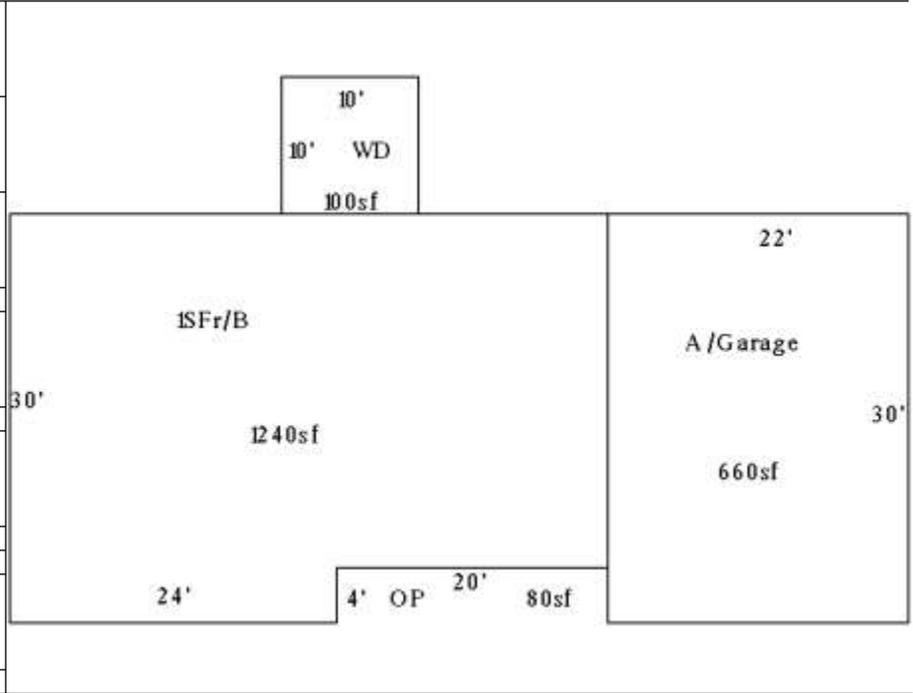 10'
10' WD
100sf
22'
1SFr/B
A/Garage
30'
30'
1240sf
660sf
20'
24'
4' OP 80sf